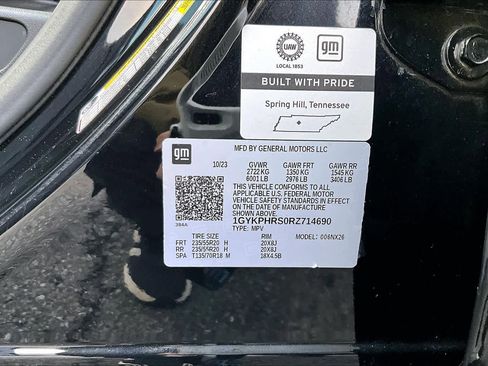 UAW
LOCAL 1853
gm
BUILT WITH PRIDE
Spring Hill, Tennessee
gm
MFD BY GENERAL MOTORS LLC
10/23 GVWR GAWR FRT GAWR RR
2722 KG 1350 KG 1545 KG
6001 LB 2976 LB 3406 LB
THIS VEHICLE CONFORMS TO ALL
APPLICABLE U.S. FEDERAL MOTOR
VEHICLE SAFETY STANDARDS IN EFFECT
ON THE DATE OF MANUFACTURE
SHOWN ABOVE.
1GYKPHRS0RZ714690
TYPE: MPV
39AA
TIRE SIZE RIM MODEL: 006NX26
FRT 235/55R20 H 20X8J
RR 235/55R20 H 20X8J
SPA T135/70R18 M 18X4.5B